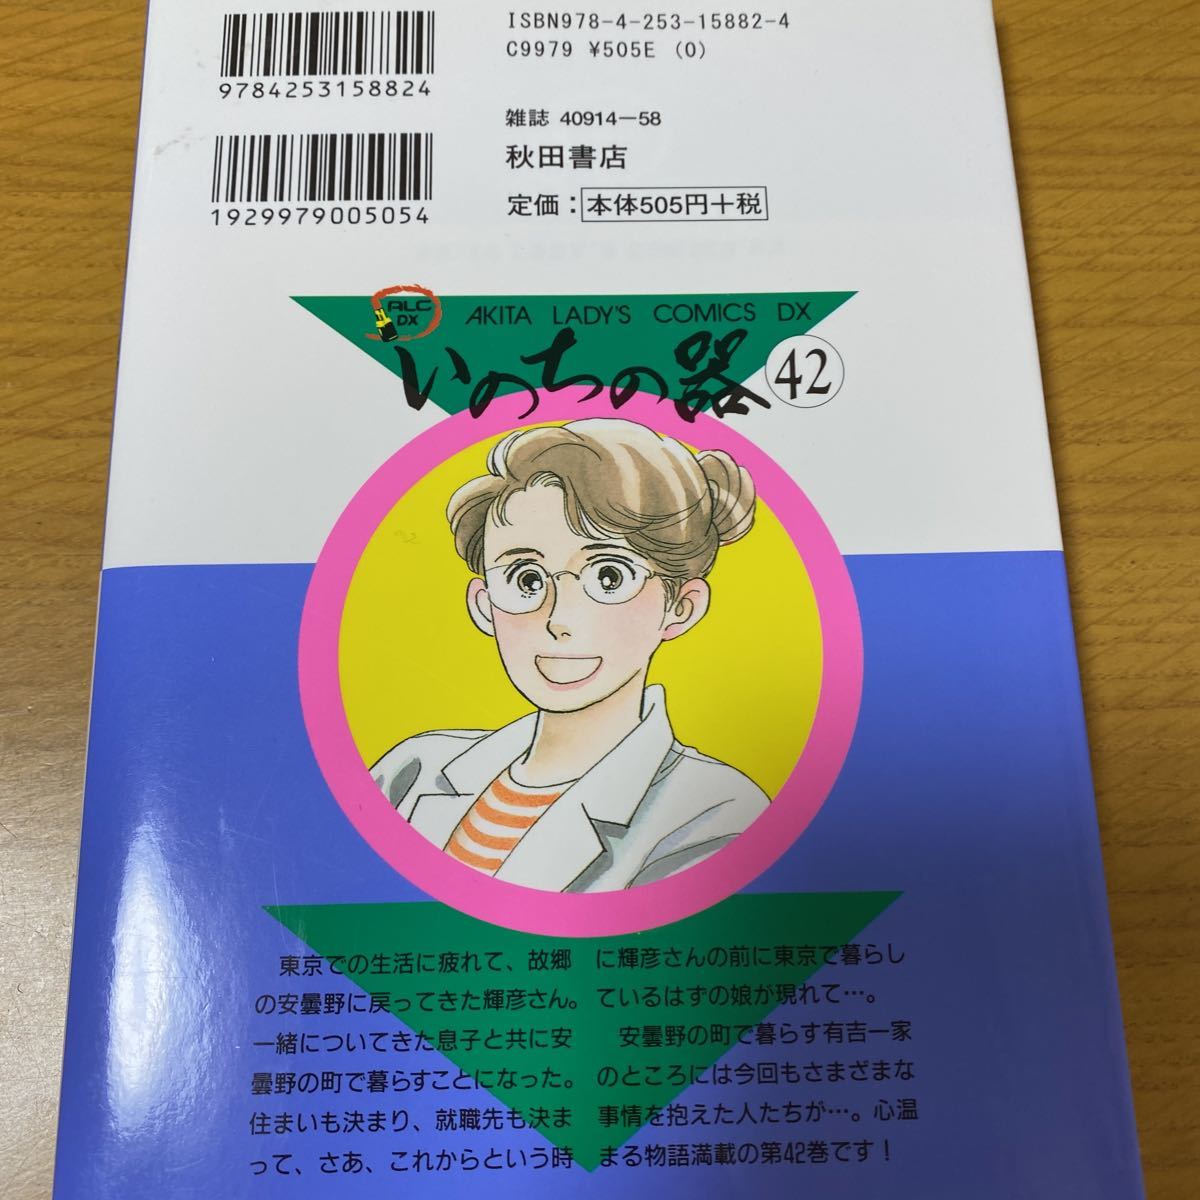 ISBN978-4-253-15882-4
C9979 ¥505E (0)
9784253158824
雑誌 40914-58
秋田書店
定価：本体505円+税
1929979005054
ALC
DX
AKITA LADY'S COMICS DX
いのちの器 42
東京での生活に疲れて、故郷
の安曇野に戻ってきた輝彦さん。
一緒についてきた息子と共に安
曇野の町で暮らすことになった。
住まいも決まり、就職先も決ま
って、さあ、これからという時
に輝彦さんの前に東京で暮らし
ているはずの娘が現れて…。
安曇野の町で暮らす有吉一家
のところには今回もさまざまな
事情を抱えた人たちが…。心温
まる物語満載の第42巻です！